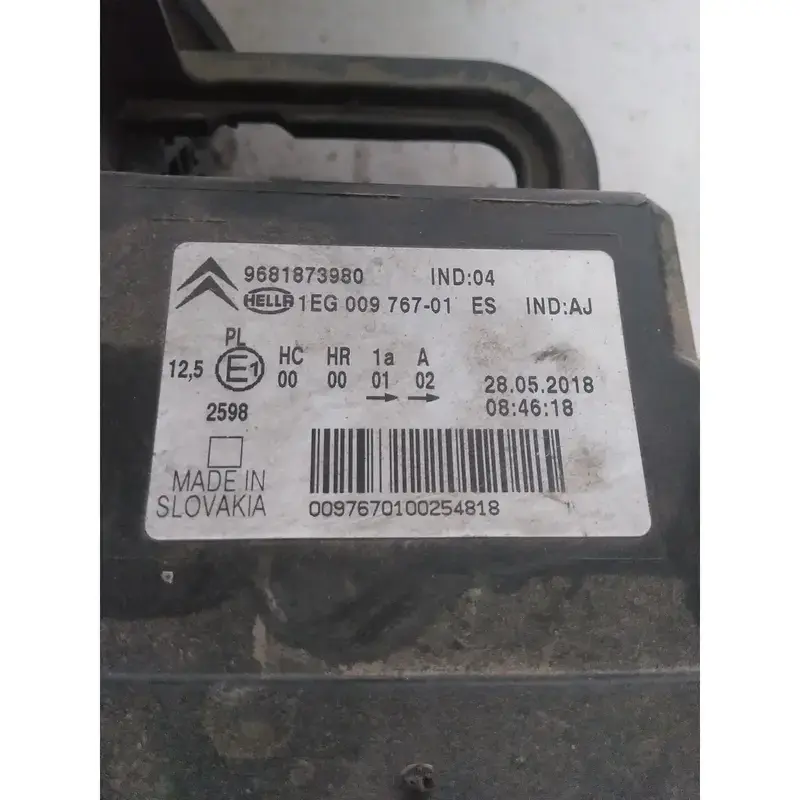 9681873980 IND:04
HELLA 1EG 009 767-01 ES IND:AJ
PL
12,5 E1 HC HR 1a A
00 00 01 02 28.05.2018
→ → 08:46:18
2598
MADE IN
SLOVAKIA
0097670100254818